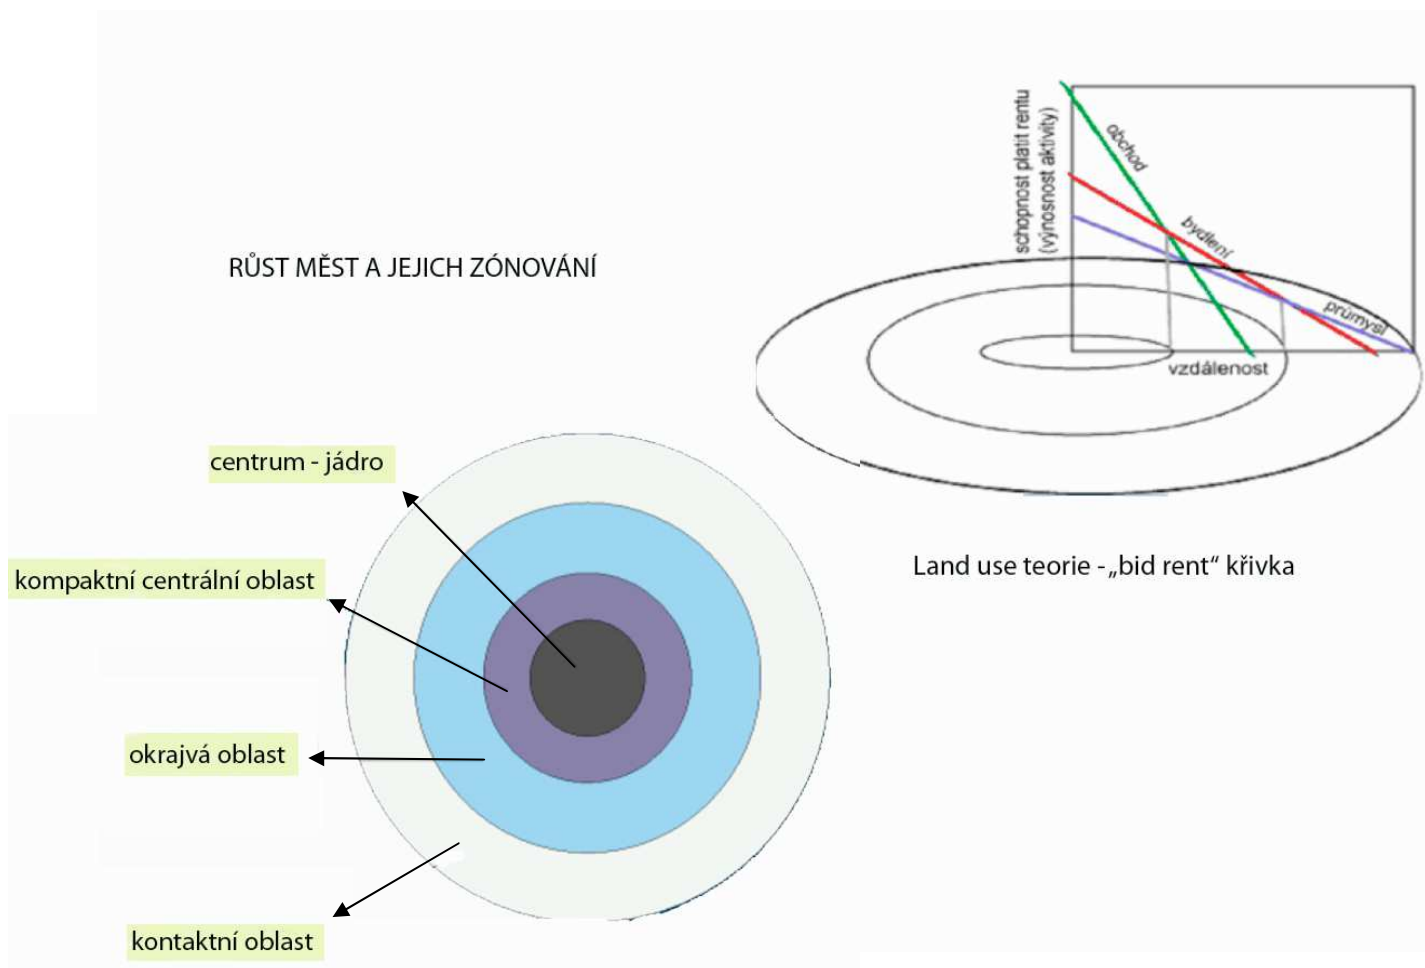 RŮST MĚST A JEJICH ZÓNOVÁNÍ
schopnost platit rentu
(výnosnost aktivity)
obchod
bydlení
průmysl
vzdálenost
Land use teorie -„bid rent“ křivka
centrum - jádro
kompaktní centrální oblast
okrajvá oblast
kontaktní oblast